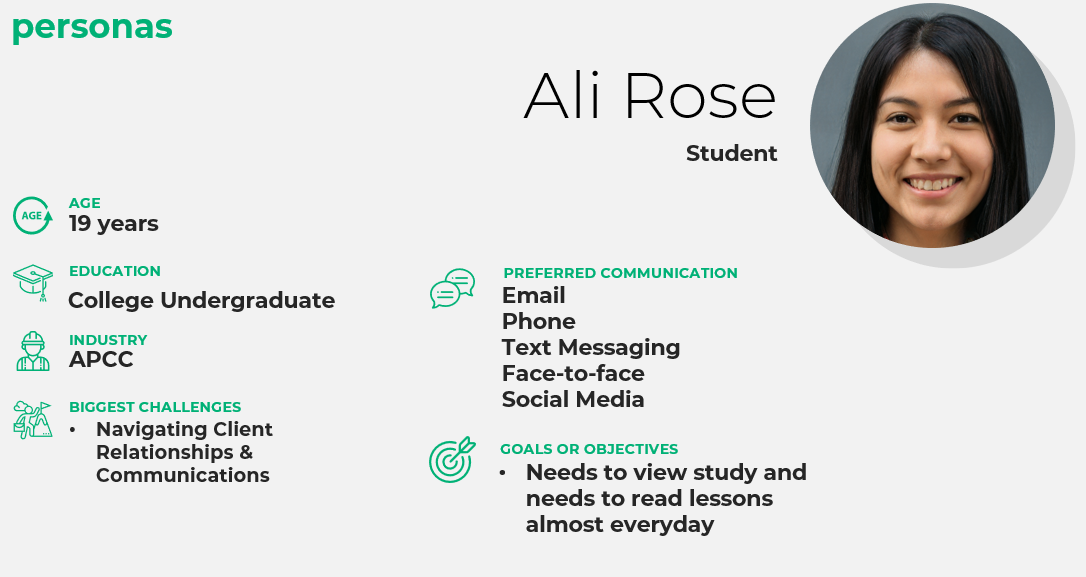 personas
Ali Rose
Student
AGE
AGE
19 years
EDUCATION
College Undergraduate
INDUSTRY
APCC
BIGGEST CHALLENGES
• Navigating Client
Relationships &
Communications
PREFERRED COMMUNICATION
Email
Phone
Text Messaging
Face-to-face
Social Media
GOALS OR OBJECTIVES
• Needs to view study and
needs to read lessons
almost everyday